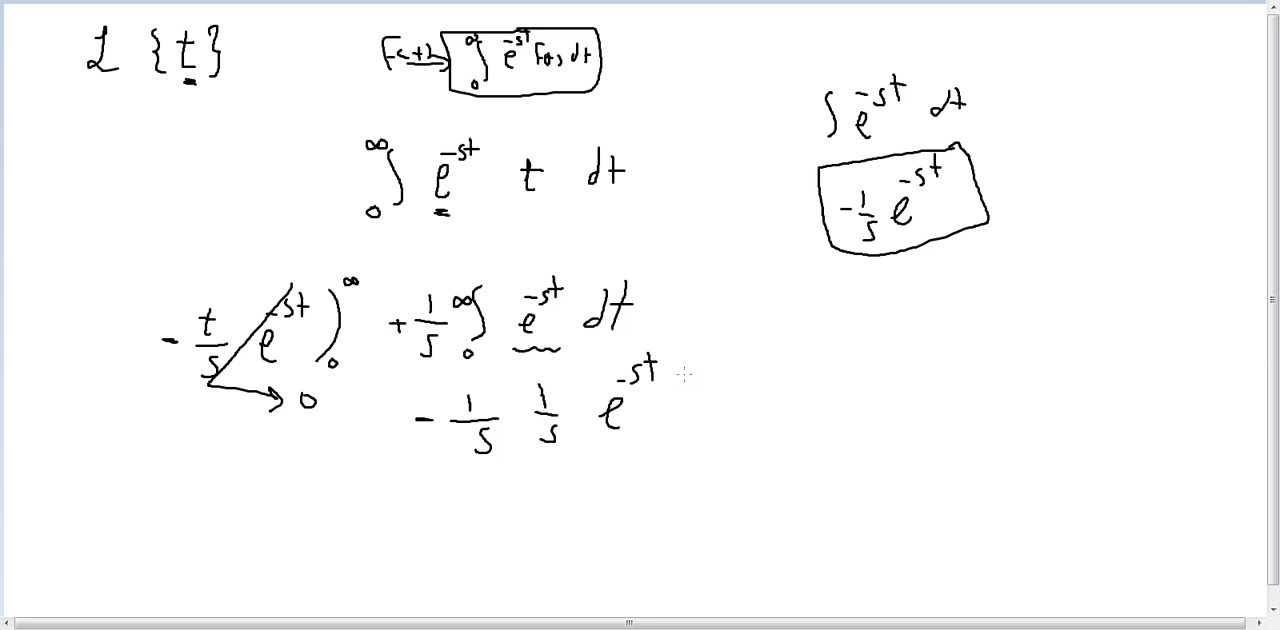 ℒ {t}
F(t) ∫₀^∞ e^{-st} F(t) dt
∫ e^{-st} dt
∫₀^∞ e^{-st} t dt
-1/s e^{-st}
- t/s e^{-st} )₀^∞ + 1/s ∫₀^∞ e^{-st} dt
0
- 1/s 1/s e^{-st}